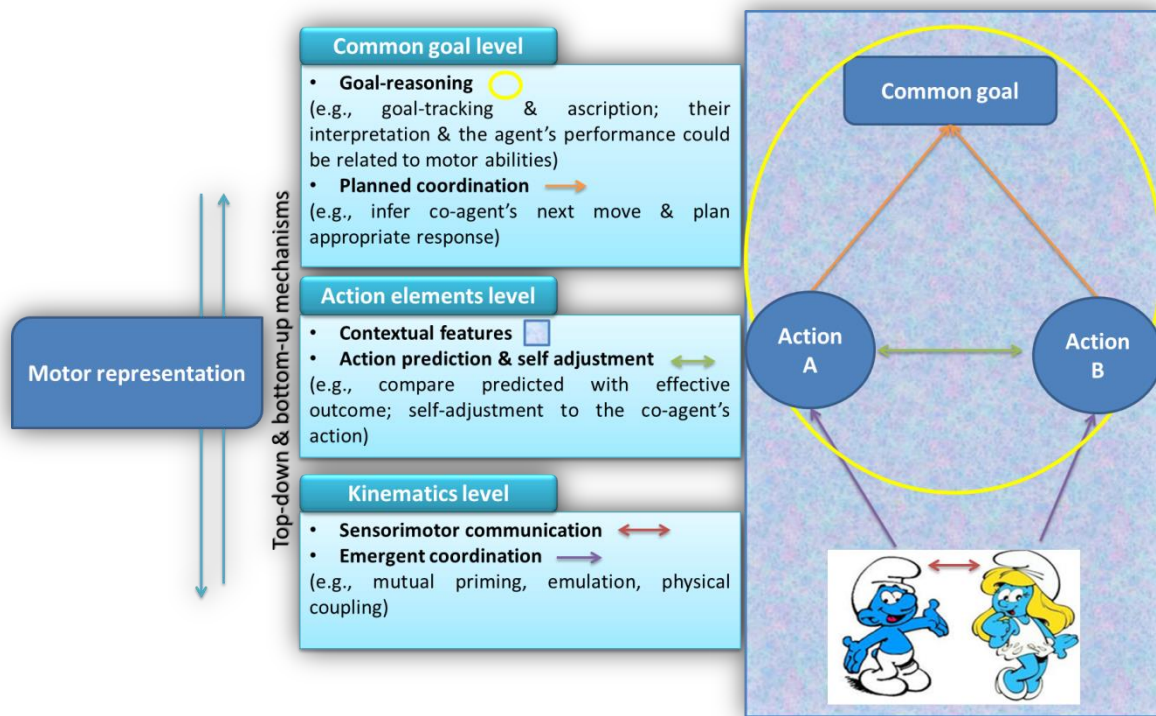 Common goal level
• Goal-reasoning
(e.g., goal-tracking & ascription; their
interpretation & the agent's performance could
be related to motor abilities)
• Planned coordination
(e.g., infer co-agent's next move & plan
appropriate response)
Action elements level
• Contextual features
• Action prediction & self adjustment
(e.g., compare predicted with effective
outcome; self-adjustment to the co-agent's
action)
Kinematics level
• Sensorimotor communication
• Emergent coordination
(e.g., mutual priming, emulation, physical
coupling)
Motor representation
Top-down & bottom-up mechanisms
Common goal
Action
A
Action
B